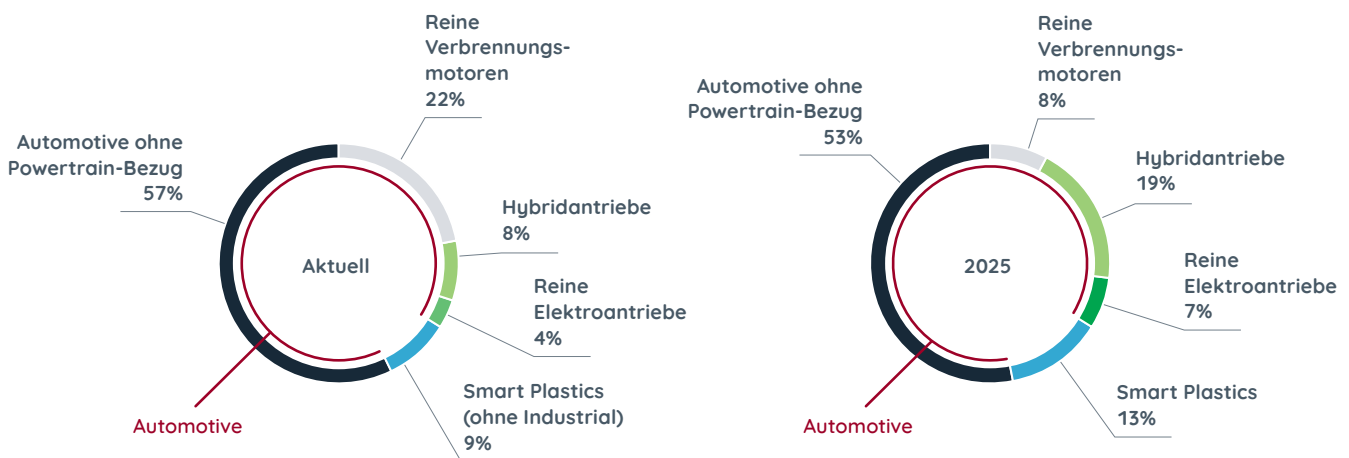 Reine
Verbrennungs-
motoren
22%
Automotive ohne
Powertrain-Bezug
57%
Hybridantriebe
8%
Aktuell
Reine
Elektroantriebe
4%
Smart Plastics
(ohne Industrial)
9%
Automotive
Reine
Verbrennungs-
motoren
8%
Automotive ohne
Powertrain-Bezug
53%
Hybridantriebe
19%
2025
Reine
Elektroantriebe
7%
Smart Plastics
13%
Automotive